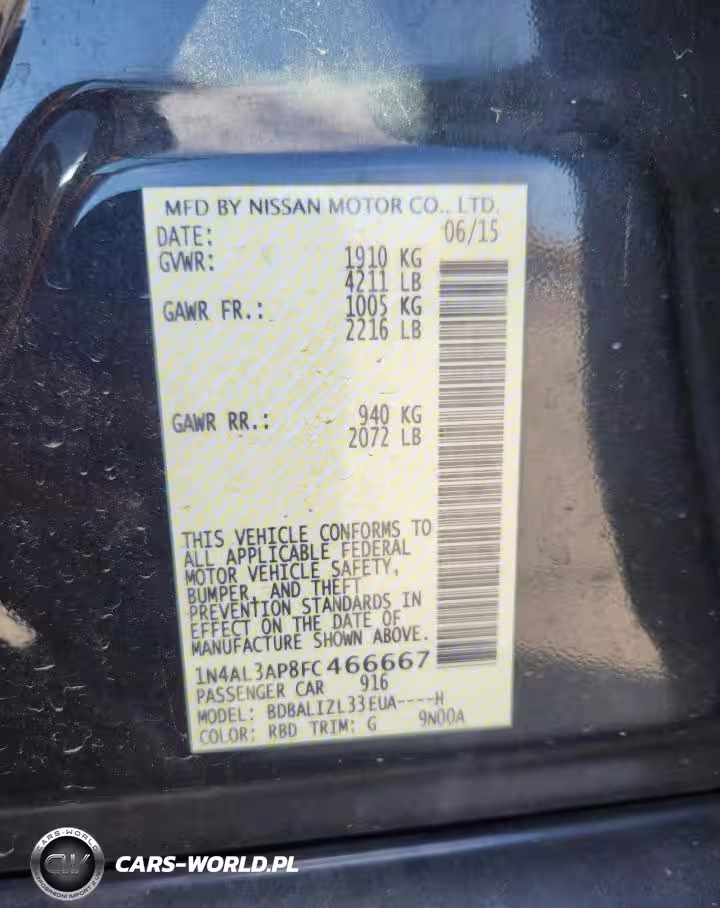 MFD BY NISSAN MOTOR CO., LTD.
DATE: 06/15
GVWR: 1910 KG
4211 LB
GAWR FR.: 1005 KG
2216 LB
GAWR RR.: 940 KG
2072 LB
THIS VEHICLE CONFORMS TO
ALL APPLICABLE FEDERAL
MOTOR VEHICLE SAFETY,
BUMPER, AND THEFT
PREVENTION STANDARDS IN
EFFECT ON THE DATE OF
MANUFACTURE SHOWN ABOVE.
1N4AL3AP8FC466667
PASSENGER CAR 916
MODEL: BDBALIZL33EUA----H
COLOR: RBD TRIM: G 9N00A
CARS-WORLD
CW
CARS-WORLD.PL